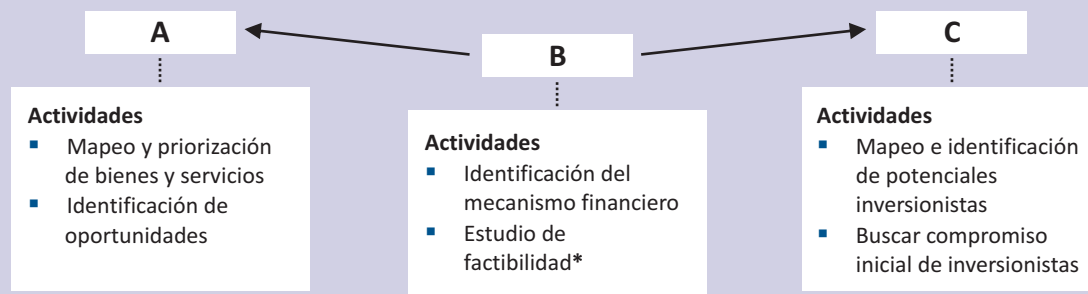 A
B
C
Actividades
▪ Mapeo y priorización
de bienes y servicios
▪ Identificación de
oportunidades
Actividades
▪ Identificación del
mecanismo financiero
▪ Estudio de
factibilidad*
Actividades
▪ Mapeo e identificación
de potenciales
inversionistas
▪ Buscar compromiso
inicial de inversionistas